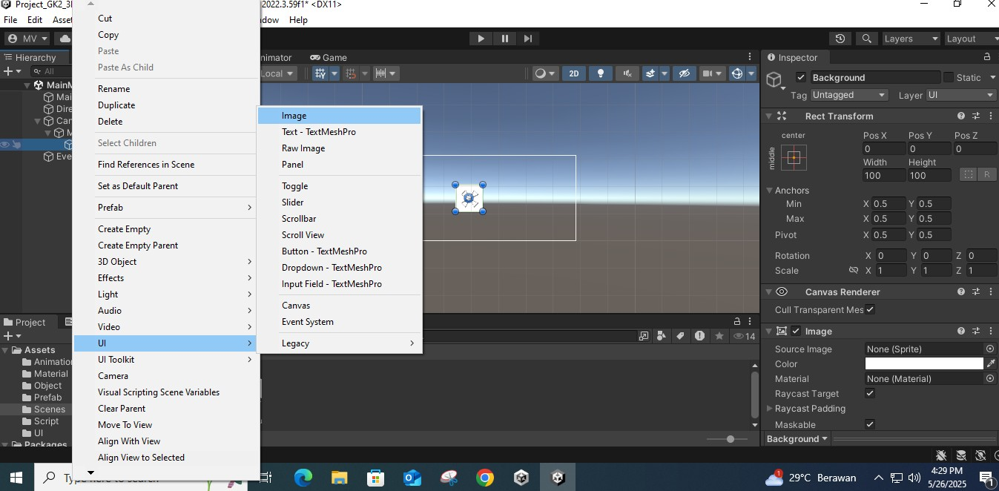 Project_GK2_3
2022.3.59f1* <DX11>
File Edit Asset
dow Help
MV
Layers Layout
Hierarchy
nimator Game
Inspector
All
Local
2D
Background Static
Tag Untagged Layer UI
MainM
Mai
Dire
Can
M
Eve
Cut
Copy
Paste
Paste As Child
Rename
Duplicate
Delete
Select Children
Find References in Scene
Set as Default Parent
Prefab
Create Empty
Create Empty Parent
3D Object
Effects
Light
Audio
Video
UI
UI Toolkit
Camera
Visual Scripting Scene Variables
Clear Parent
Move To View
Align With View
Align View to Selected
Image
Text - TextMeshPro
Raw Image
Panel
Toggle
Slider
Scrollbar
Scroll View
Button - TextMeshPro
Dropdown - TextMeshPro
Input Field - TextMeshPro
Canvas
Event System
Legacy
Rect Transform
center
middle
Pos X Pos Y Pos Z
0 0 0
Width Height
100 100
R
Anchors
Min X 0.5 Y 0.5
Max X 0.5 Y 0.5
Pivot X 0.5 Y 0.5
Rotation X 0 Y 0 Z 0
Scale X 1 Y 1 Z 1
Canvas Renderer
Cull Transparent Mes
Image
Source Image None (Sprite)
Color
Material None (Material)
Raycast Target
Raycast Padding
Maskable
Background
Project
14
Assets
Animation
Material
Object
Prefab
Scenes
Script
UI
Packages
Type here to search
29°C Berawan
4:29 PM
5/26/2025
1
1